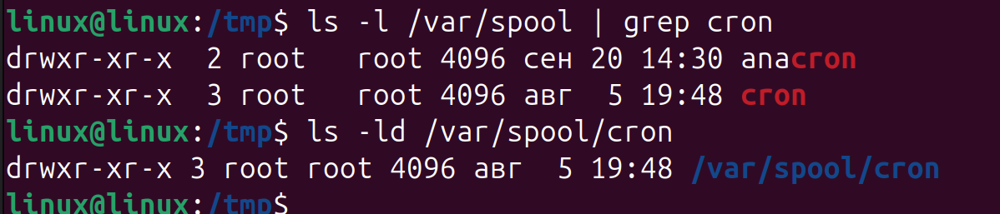 linux@linux:/tmp$ ls -l /var/spool | grep cron
drwxr-xr-x  2 root   root 4096 сен 20 14:30 anacron
drwxr-xr-x  3 root   root 4096 авг  5 19:48 cron
linux@linux:/tmp$ ls -ld /var/spool/cron
drwxr-xr-x 3 root root 4096 авг  5 19:48 /var/spool/cron
linux@linux:/tmp$